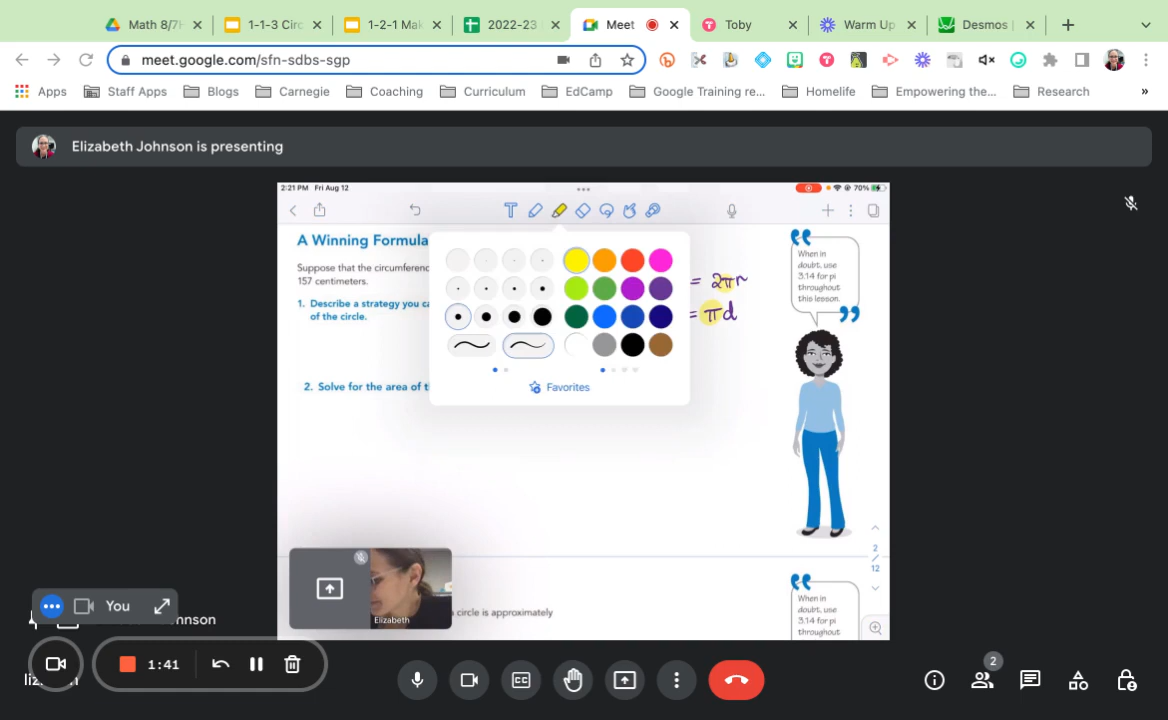 Math 8/7
1-1-3 Circ
1-2-1 Mak
2022-23
Meet
Toby
Warm Up
Desmos |
meet.google.com/sfn-sdbs-sgp
Apps
Staff Apps
Blogs
Carnegie
Coaching
Curriculum
EdCamp
Google Training re...
Homelife
Empowering the...
Research
»
Elizabeth Johnson is presenting
2:21 PM Fri Aug 12
70%
A Winning Formula
Suppose that the circumferenc
157 centimeters.
1. Describe a strategy you ca
of the circle.
= 2πr
= πd
2. Solve for the area of t
Favorites
When in
doubt, use
3.14 for pi
throughout
this lesson.
2
/
12
circle is approximately
When in
doubt, use
3.14 for pi
throughout
Elizabeth
You
nnson
1:41
CC
2